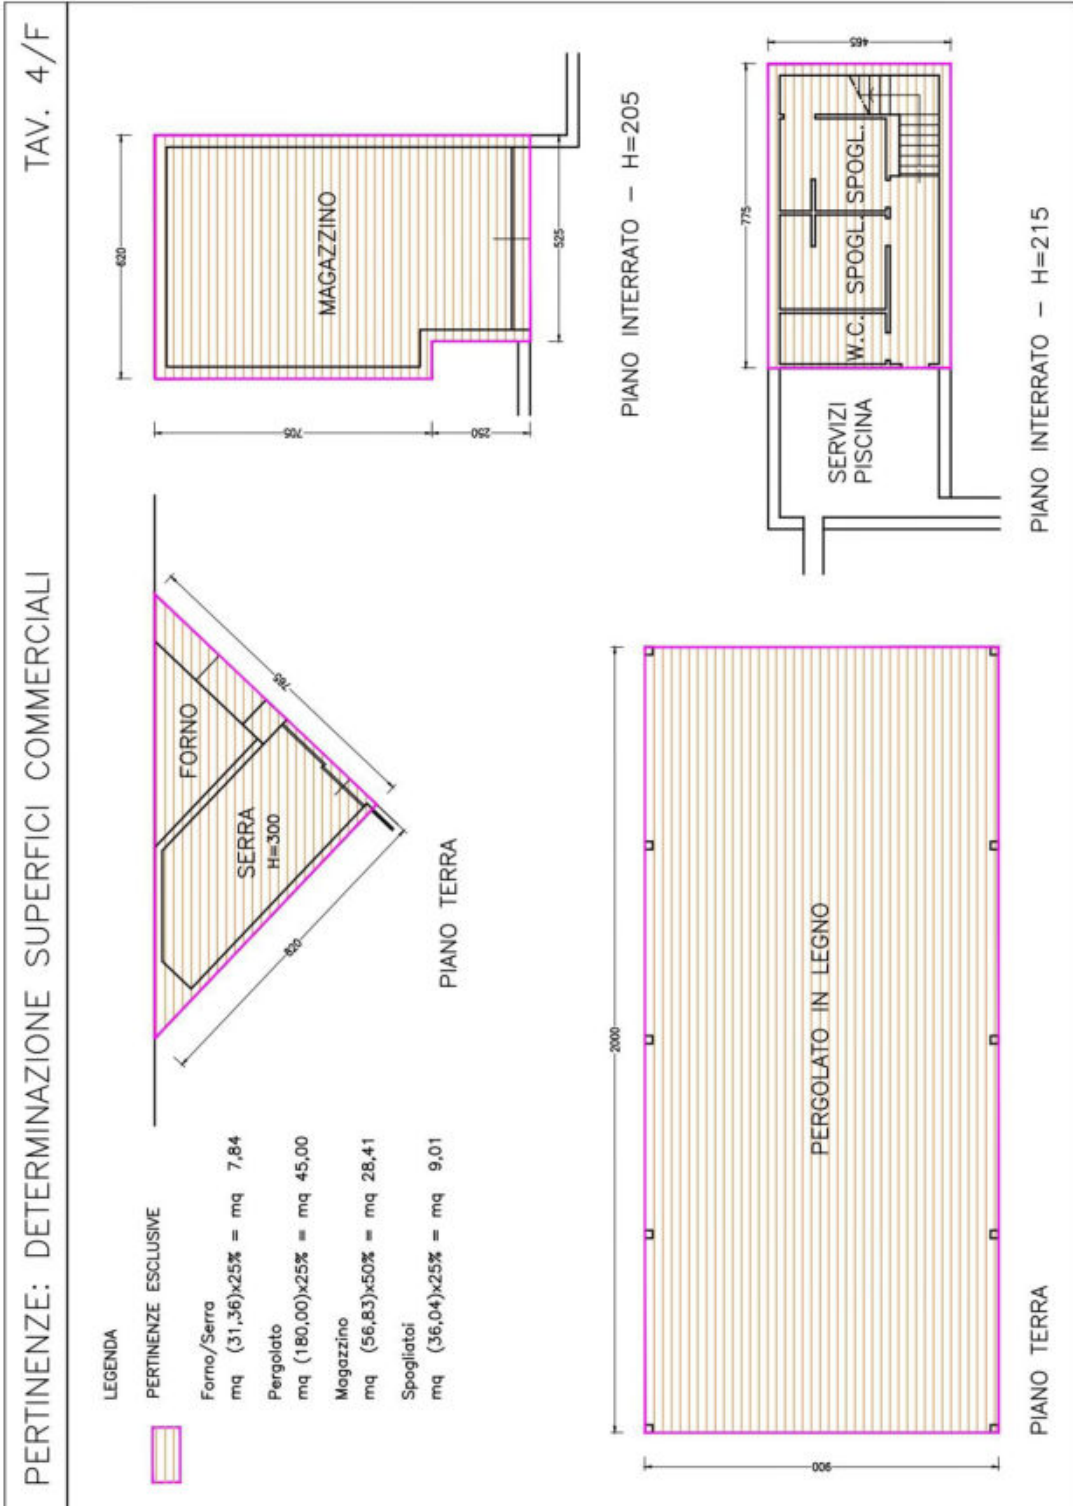 PERTINENZE: DETERMINAZIONE SUPERFICI COMMERCIALI TAV. 4/F
LEGENDA
PERTINENZE ESCLUSIVE
Forno/Serra
mq (31,36)x25% = mq 7,84
Pergolato
mq (180,00)x25% = mq 45,00
Magazzino
mq (56,83)x50% = mq 28,41
Spogliatoi
mq (36,04)x25% = mq 9,01
FORNO
SERRA
H=300
765
820
PIANO TERRA
620
MAGAZZINO
705
250
525
PIANO INTERRATO - H=205
2000
900
PERGOLATO IN LEGNO
PIANO TERRA
775
465
W.C. SPOGL. SPOGL.
SERVIZI
PISCINA
PIANO INTERRATO - H=215